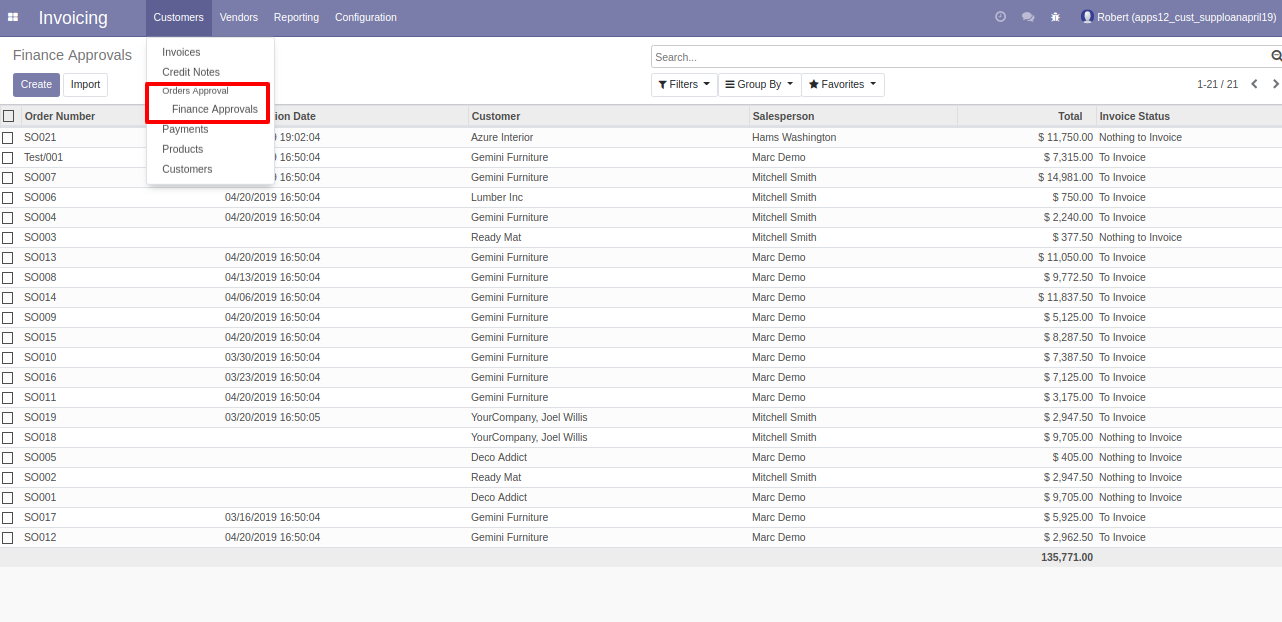 Invoicing Customers Vendors Reporting Configuration Robert (apps12_cust_supploanapril19)
Finance Approvals
Search...
Create Import
Filters Group By Favorites 1-21 / 21
Invoices
Credit Notes
Orders Approval
Finance Approvals
Payments
Products
Customers
Order Number Date Customer Salesperson Total Invoice Status
SO021 19:02:04 Azure Interior Hams Washington $ 11,750.00 Nothing to Invoice
Test/001 16:50:04 Gemini Furniture Marc Demo $ 7,315.00 To Invoice
SO007 16:50:04 Gemini Furniture Mitchell Smith $ 14,981.00 To Invoice
SO006 04/20/2019 16:50:04 Lumber Inc Mitchell Smith $ 750.00 To Invoice
SO004 04/20/2019 16:50:04 Gemini Furniture Mitchell Smith $ 2,240.00 To Invoice
SO003 Ready Mat Mitchell Smith $ 377.50 Nothing to Invoice
SO013 04/20/2019 16:50:04 Gemini Furniture Marc Demo $ 11,050.00 To Invoice
SO008 04/13/2019 16:50:04 Gemini Furniture Marc Demo $ 9,772.50 To Invoice
SO014 04/06/2019 16:50:04 Gemini Furniture Marc Demo $ 11,837.50 To Invoice
SO009 04/20/2019 16:50:04 Gemini Furniture Marc Demo $ 5,125.00 To Invoice
SO015 04/20/2019 16:50:04 Gemini Furniture Marc Demo $ 8,287.50 To Invoice
SO010 03/30/2019 16:50:04 Gemini Furniture Marc Demo $ 7,387.50 To Invoice
SO016 03/23/2019 16:50:04 Gemini Furniture Marc Demo $ 7,125.00 To Invoice
SO011 04/20/2019 16:50:04 Gemini Furniture Marc Demo $ 3,175.00 To Invoice
SO019 03/20/2019 16:50:05 YourCompany, Joel Willis Mitchell Smith $ 2,947.50 To Invoice
SO018 YourCompany, Joel Willis Mitchell Smith $ 9,705.00 Nothing to Invoice
SO005 Deco Addict Marc Demo $ 405.00 Nothing to Invoice
SO002 Ready Mat Mitchell Smith $ 2,947.50 Nothing to Invoice
SO001 Deco Addict Marc Demo $ 9,705.00 Nothing to Invoice
SO017 03/16/2019 16:50:04 Gemini Furniture Marc Demo $ 5,925.00 To Invoice
SO012 04/20/2019 16:50:04 Gemini Furniture Marc Demo $ 2,962.50 To Invoice
135,771.00